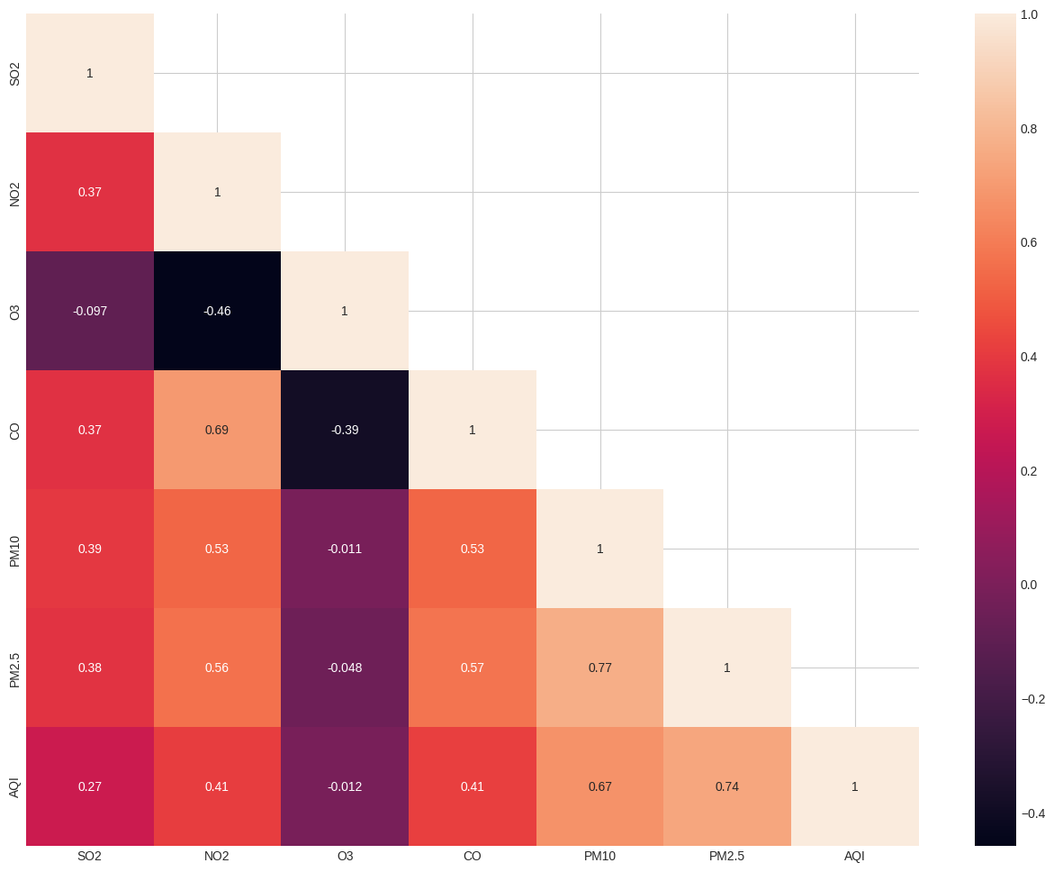 SO2 1
NO2 0.37 1
O3 -0.097 -0.46 1
CO 0.37 0.69 -0.39 1
PM10 0.39 0.53 -0.011 0.53 1
PM2.5 0.38 0.56 -0.048 0.57 0.77 1
AQI 0.27 0.41 -0.012 0.41 0.67 0.74 1
SO2 NO2 O3 CO PM10 PM2.5 AQI
1.0
0.8
0.6
0.4
0.2
0.0
−0.2
−0.4